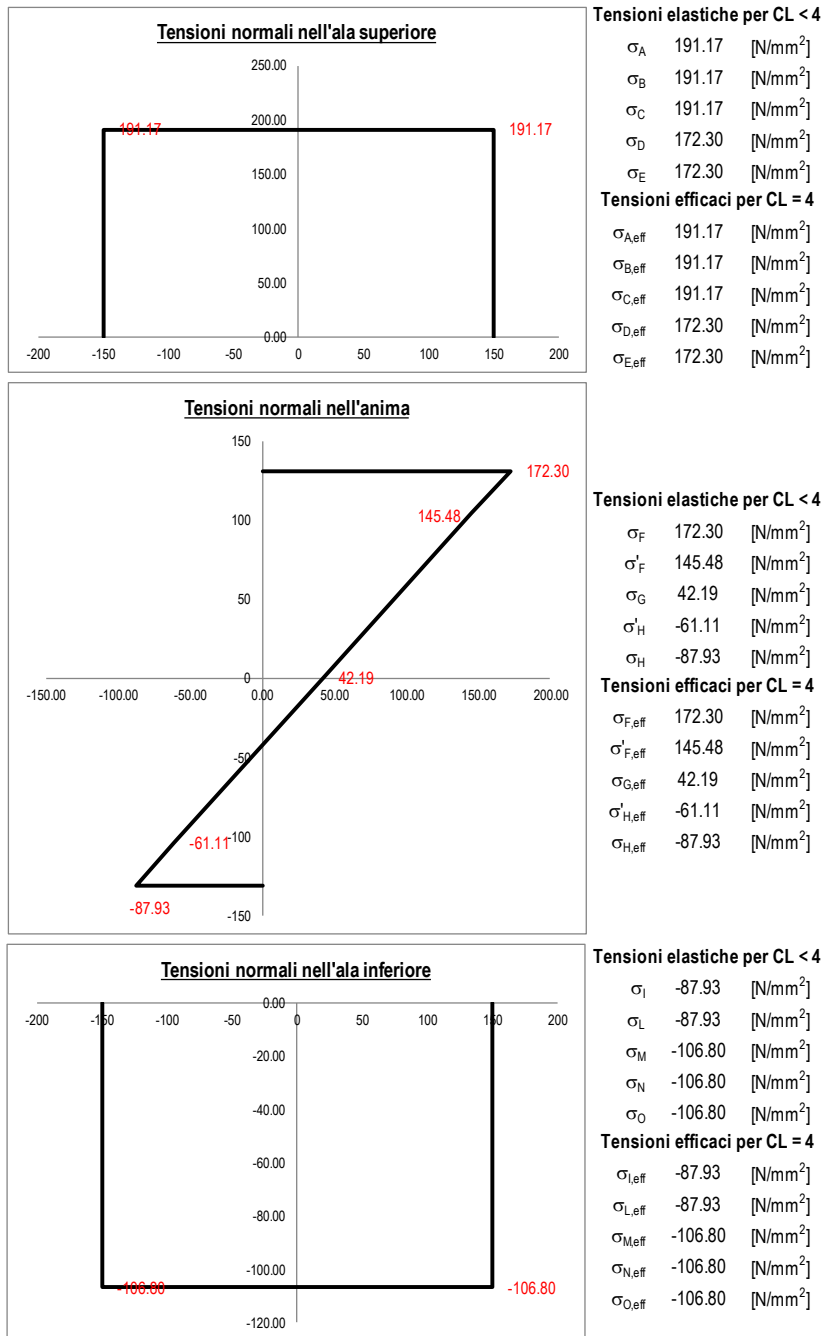 Tensioni normali nell'ala superiore
250.00
200.00
150.00
100.00
50.00
0.00
-200 -150 -100 -50 0 50 100 150 200
191.17 191.17
Tensioni elastiche per CL < 4
σA 191.17 [N/mm²]
σB 191.17 [N/mm²]
σC 191.17 [N/mm²]
σD 172.30 [N/mm²]
σE 172.30 [N/mm²]
Tensioni efficaci per CL = 4
σA,eff 191.17 [N/mm²]
σB,eff 191.17 [N/mm²]
σC,eff 191.17 [N/mm²]
σD,eff 172.30 [N/mm²]
σE,eff 172.30 [N/mm²]
Tensioni normali nell'anima
150
100
50
0
-50
-100
-150
-150.00 -100.00 -50.00 0.00 50.00 100.00 150.00 200.00
172.30
145.48
42.19
-61.11
-87.93
Tensioni elastiche per CL < 4
σF 172.30 [N/mm²]
σ'F 145.48 [N/mm²]
σG 42.19 [N/mm²]
σ'H -61.11 [N/mm²]
σH -87.93 [N/mm²]
Tensioni efficaci per CL = 4
σF,eff 172.30 [N/mm²]
σ'F,eff 145.48 [N/mm²]
σG,eff 42.19 [N/mm²]
σ'H,eff -61.11 [N/mm²]
σH,eff -87.93 [N/mm²]
Tensioni normali nell'ala inferiore
0.00
-200 -150 -100 -50 0 50 100 150 200
-20.00
-40.00
-60.00
-80.00
-100.00
-120.00
-106.80 -106.80
Tensioni elastiche per CL < 4
σI -87.93 [N/mm²]
σL -87.93 [N/mm²]
σM -106.80 [N/mm²]
σN -106.80 [N/mm²]
σO -106.80 [N/mm²]
Tensioni efficaci per CL = 4
σI,eff -87.93 [N/mm²]
σL,eff -87.93 [N/mm²]
σM,eff -106.80 [N/mm²]
σN,eff -106.80 [N/mm²]
σO,eff -106.80 [N/mm²]